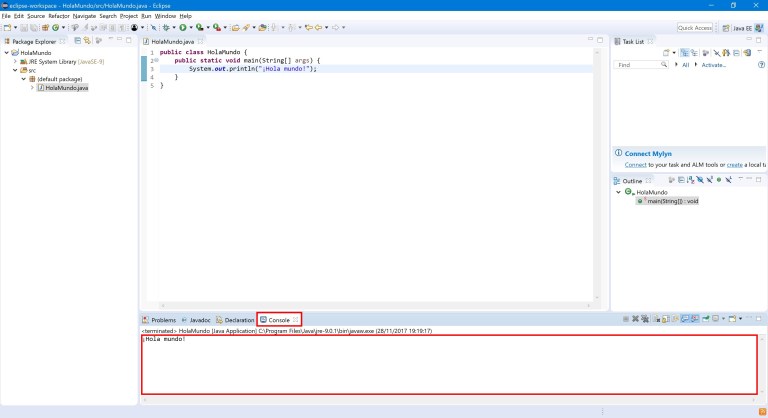 eclipse-workspace - HolaMundo/src/HolaMundo.java - Eclipse
File Edit Source Refactor Navigate Search Project Run Window Help
Quick Access
Java EE
Package Explorer
HolaMundo
JRE System Library [JavaSE-9]
src
(default package)
HolaMundo.java
HolaMundo.java
1 public class HolaMundo {
2 public static void main(String[] args) {
3 System.out.println("¡Hola mundo!");
4 }
5 }
Task List
Find
All
Activate...
Connect Mylyn
Connect to your task and ALM tools or create a local ta
Outline
HolaMundo
main(String[]) : void
Problems
Javadoc
Declaration
Console
<terminated> HolaMundo [Java Application] C:\Program Files\Java\jre-9.0.1\bin\javaw.exe (28/11/2017 19:19:17)
¡Hola mundo!